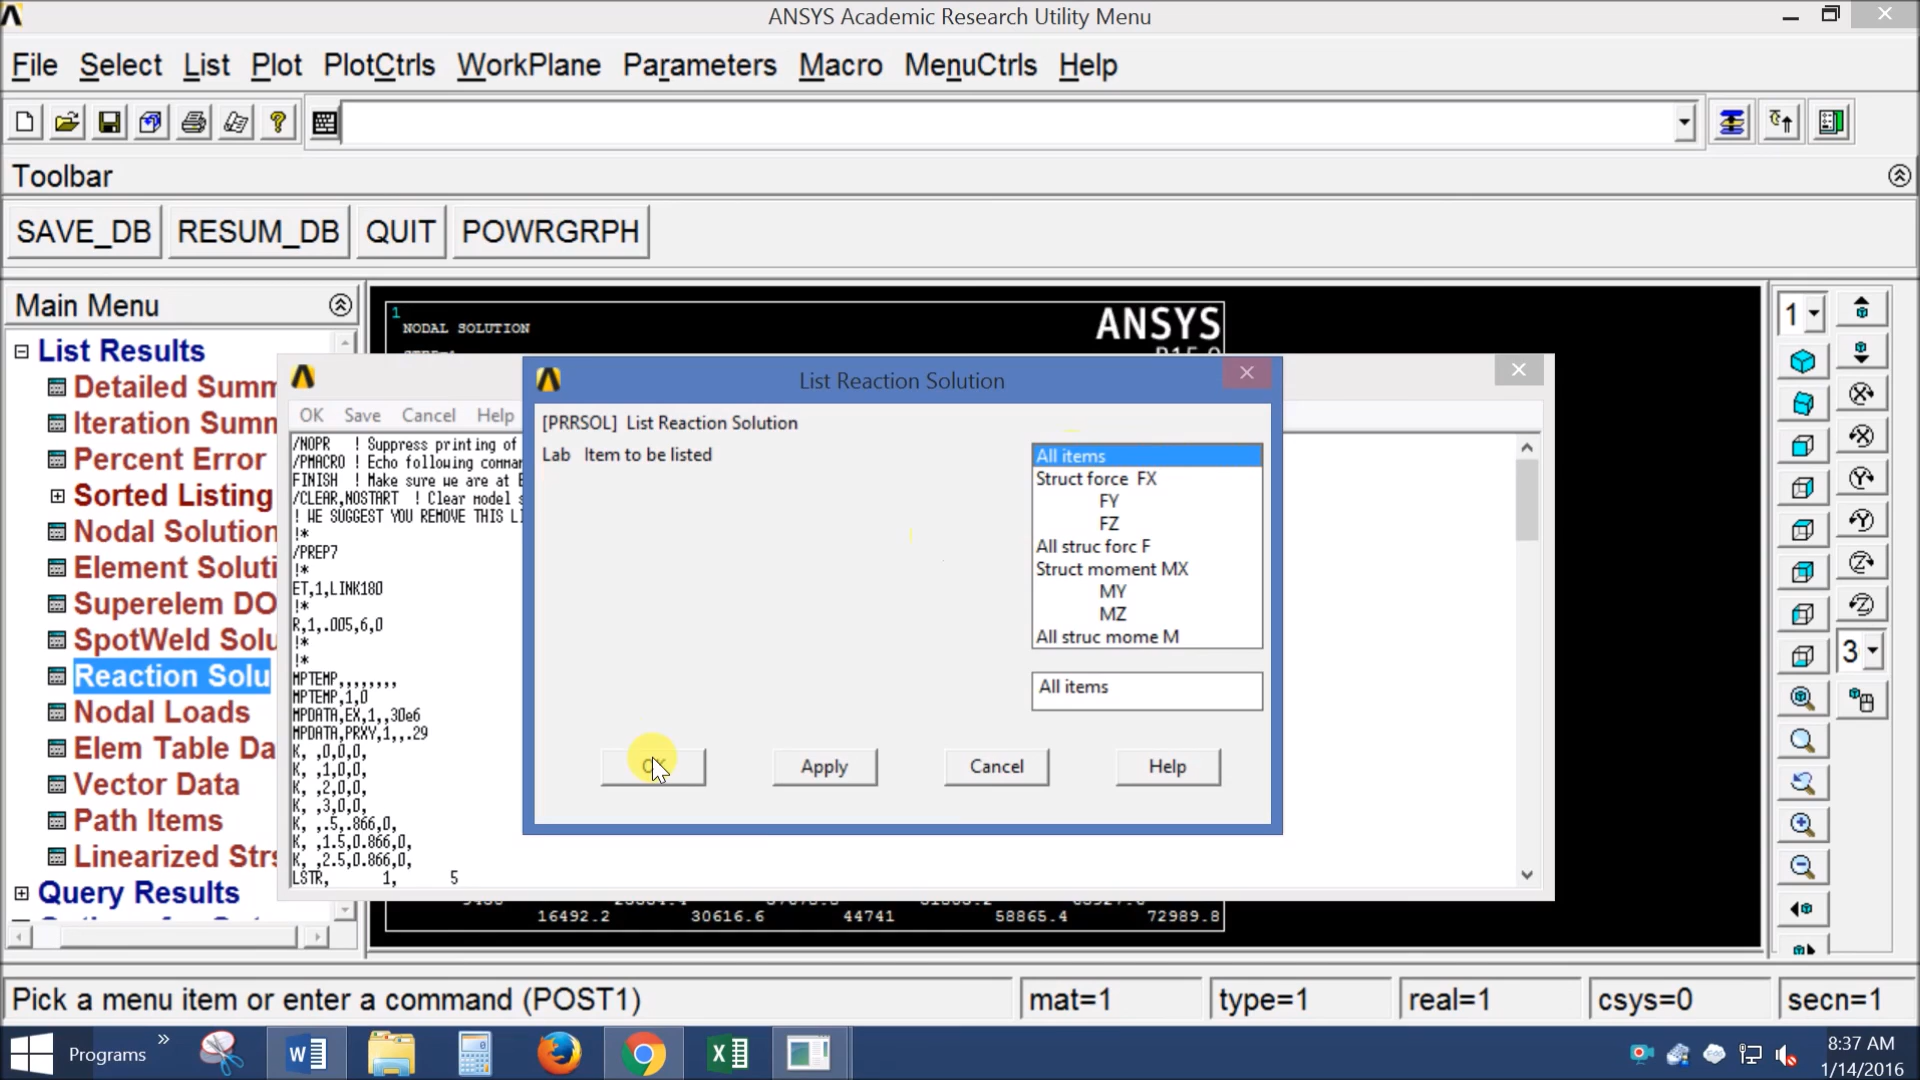 ANSYS Academic Research Utility Menu
File Select List Plot PlotCtrls WorkPlane Parameters Macro MenuCtrls Help
Toolbar
SAVE_DB RESUM_DB QUIT POWRGRPH
Main Menu
List Results
Detailed Summ
Iteration Summ
Percent Error
Sorted Listing
Nodal Solution
Element Soluti
Superelem DO
SpotWeld Solu
Reaction Solu
Nodal Loads
Elem Table Da
Vector Data
Path Items
Linearized Strs
Query Results
1
NODAL SOLUTION
ANSYS
R15.0
OK Save Cancel Help
/NOPR ! Suppress printing of
/PMACRO ! Echo following comman
FINISH ! Make sure we are at B
/CLEAR,NOSTART ! Clear model s
! WE SUGGEST YOU REMOVE THIS LI
!*
/PREP7
!*
ET,1,LINK180
!*
R,1,.005,6,0
!*
!*
MPTEMP,,,,,,,,
MPTEMP,1,0
MPDATA,EX,1,,30e6
MPDATA,PRXY,1,,.29
K, ,0,0,0,
K, ,1,0,0,
K, ,2,0,0,
K, ,3,0,0,
K, ,.5,.866,0,
K, ,1.5,0.866,0,
K, ,2.5,0.866,0,
LSTR, 1, 5
List Reaction Solution
[PRRSOL] List Reaction Solution
Lab Item to be listed
All items
Struct force FX
FY
FZ
All struc forc F
Struct moment MX
MY
MZ
All struc mome M
All items
OK Apply Cancel Help
16492.2 30616.6 44741 58865.4 72989.8
1
3
Pick a menu item or enter a command (POST1)
mat=1 type=1 real=1 csys=0 secn=1
Programs
8:37 AM
1/14/2016